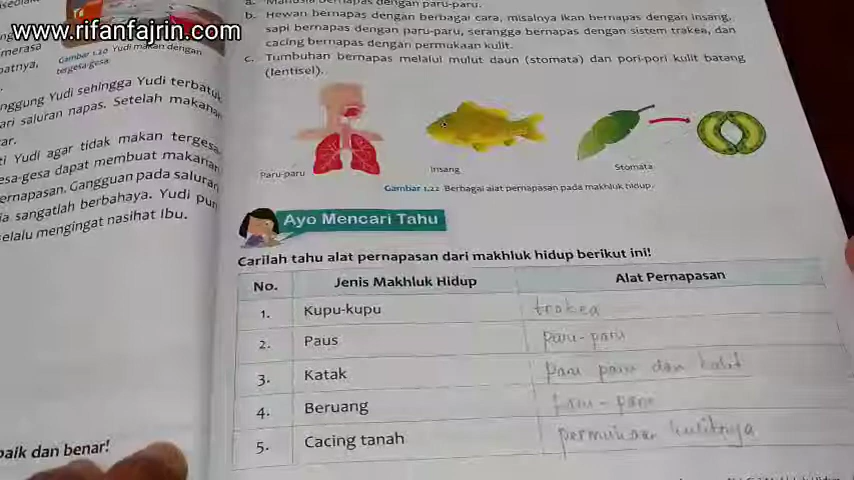 www.rifanfajrin.com
merasa
patnya,
Gambar 1.20 Yudi makan dengan
tergesa-gesa
nggung Yudi sehingga Yudi terbatuk
ari saluran napas. Setelah makanan
ar.
ti Yudi agar tidak makan tergesa
esa-gesa dapat membuat makanan
ernapasan. Gangguan pada saluran
ia sangatlah berbahaya. Yudi pun
elalu mengingat nasihat Ibu.
baik dan benar!
a. Manusia bernapas dengan paru-paru.
b. Hewan bernapas dengan berbagai cara, misalnya ikan bernapas dengan insang,
sapi bernapas dengan paru-paru, serangga bernapas dengan sistem trakea, dan
cacing bernapas dengan permukaan kulit.
c. Tumbuhan bernapas melalui mulut daun (stomata) dan pori-pori kulit batang
(lentisel).
Paru-paru Insang Stomata
Gambar 1.22 Berbagai alat pernapasan pada makhluk hidup.
Ayo Mencari Tahu
Carilah tahu alat pernapasan dari makhluk hidup berikut ini!
No. Jenis Makhluk Hidup Alat Pernapasan
1. Kupu-kupu trakea
2. Paus paru-paru
3. Katak paru paru dan kulit
4. Beruang paru-paru
5. Cacing tanah permukaan kulitnya